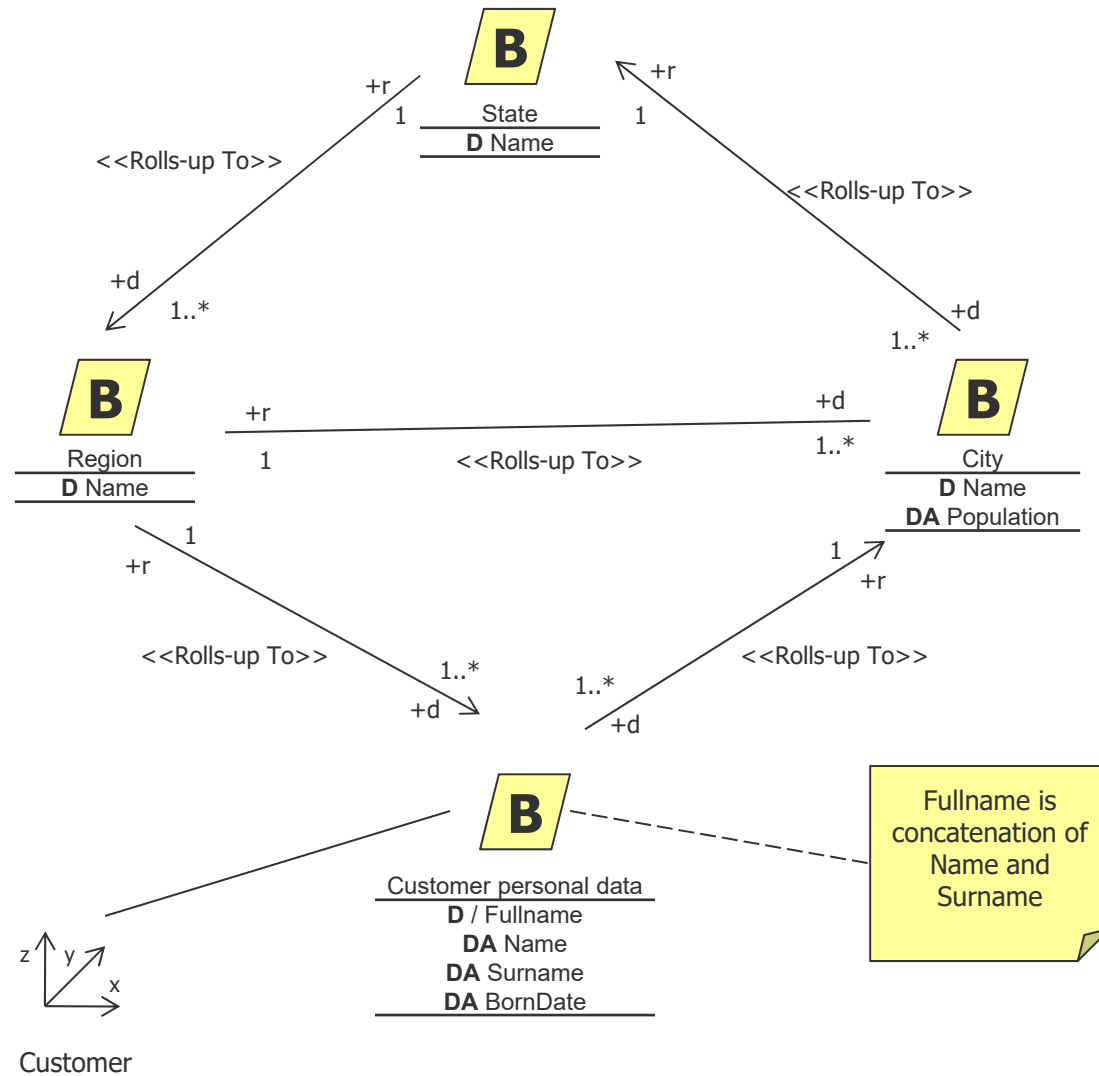 B
+r
+r
1
State
1
D Name
<<Rolls-up To>>
<<Rolls-up To>>
+d
1..*
+d
1..*
B
B
+r
+d
1
<<Rolls-up To>>
1..*
Region
D Name
City
D Name
DA Population
1
+r
1
+r
<<Rolls-up To>>
<<Rolls-up To>>
1..*
+d
1..*
+d
B
Customer personal data
D / Fullname
DA Name
DA Surname
DA BornDate
Fullname is
concatenation of
Name and
Surname
z
y
x
Customer